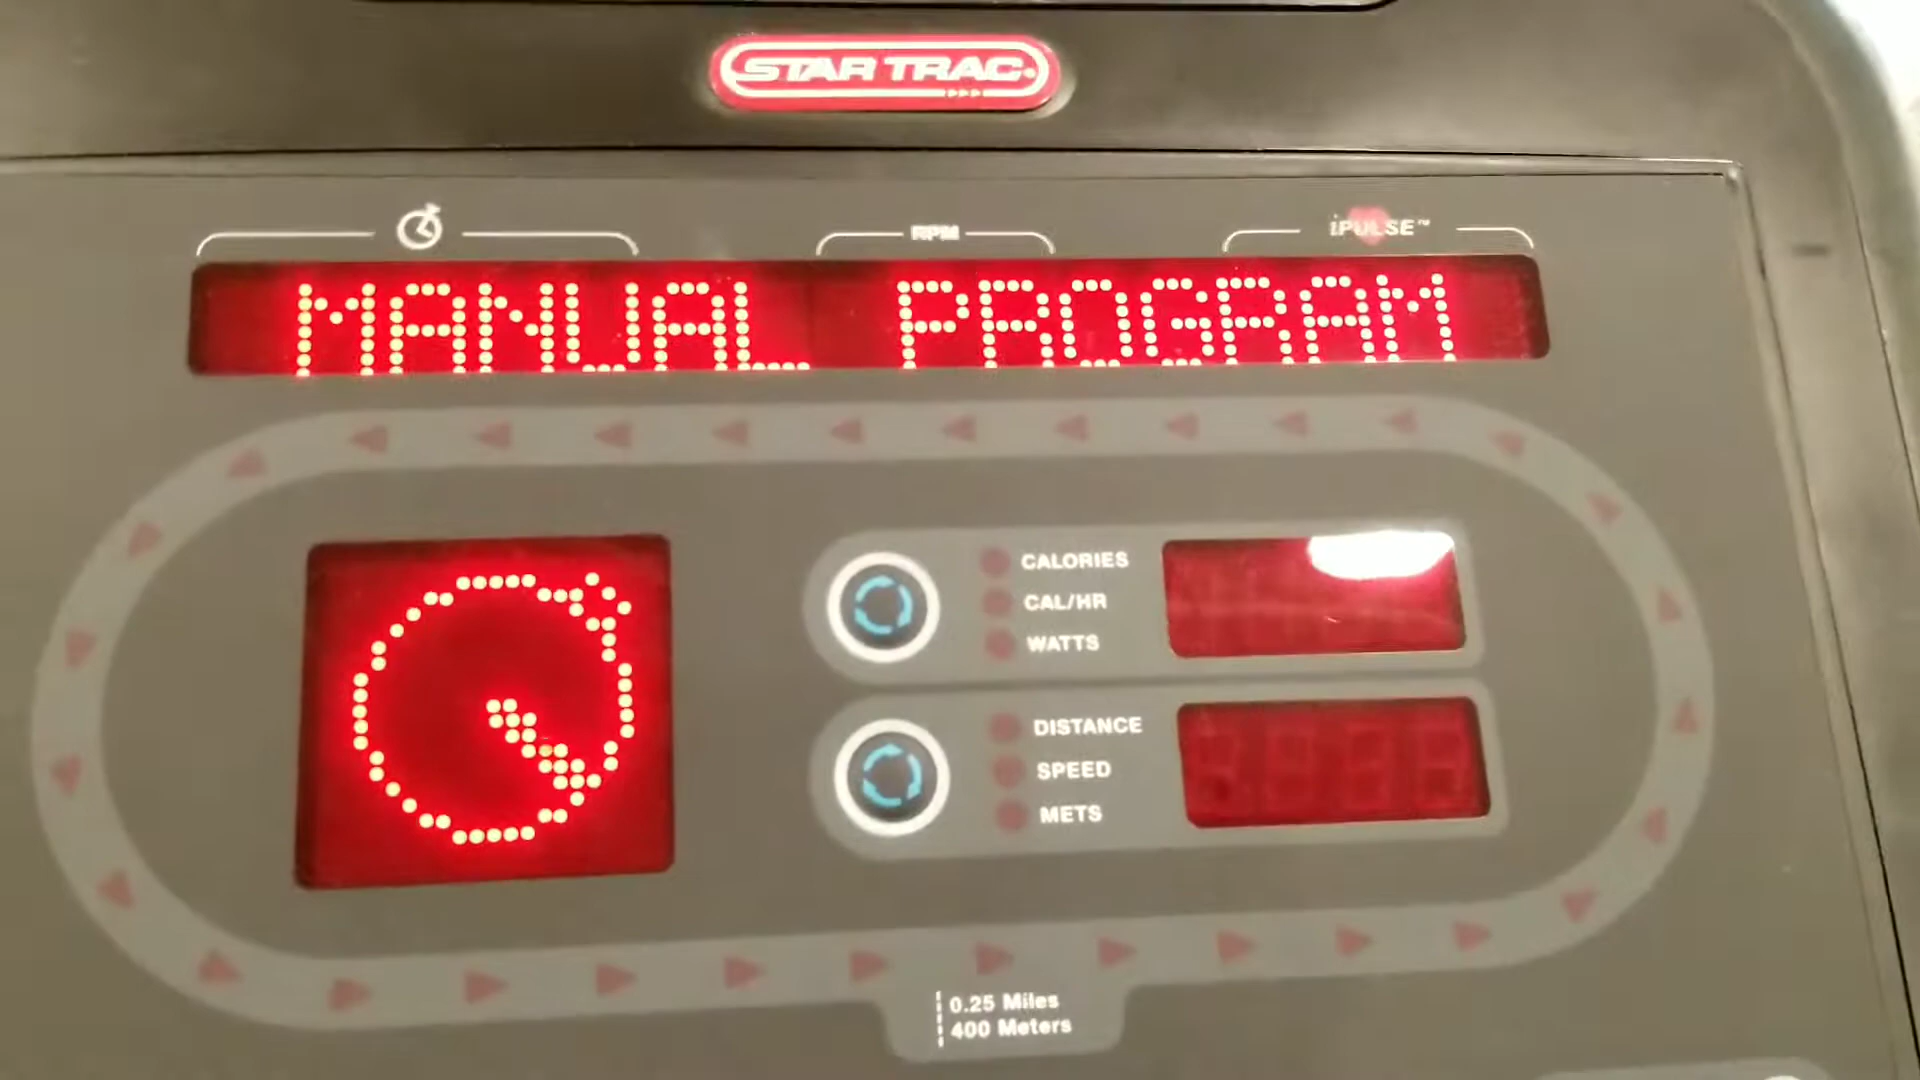 STAR TRAC
RPM
iPULSE™
MANUAL PROGRAM
CALORIES
CAL/HR
WATTS
DISTANCE
SPEED
METS
0.25 Miles
400 Meters